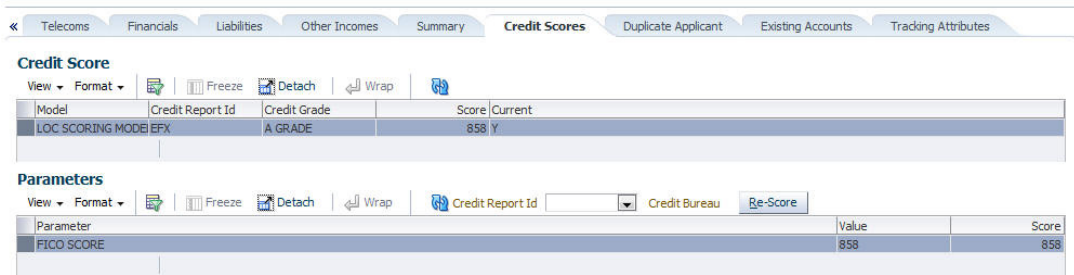 « Telecoms Financials Liabilities Other Incomes Summary Credit Scores Duplicate Applicant Existing Accounts Tracking Attributes
Credit Score
View Format Freeze Detach Wrap
Model Credit Report Id Credit Grade Score Current
LOC SCORING MODE EFX A GRADE 858 Y
Parameters
View Format Freeze Detach Wrap Credit Report Id Credit Bureau Re-Score
Parameter Value Score
FICO SCORE 858 858